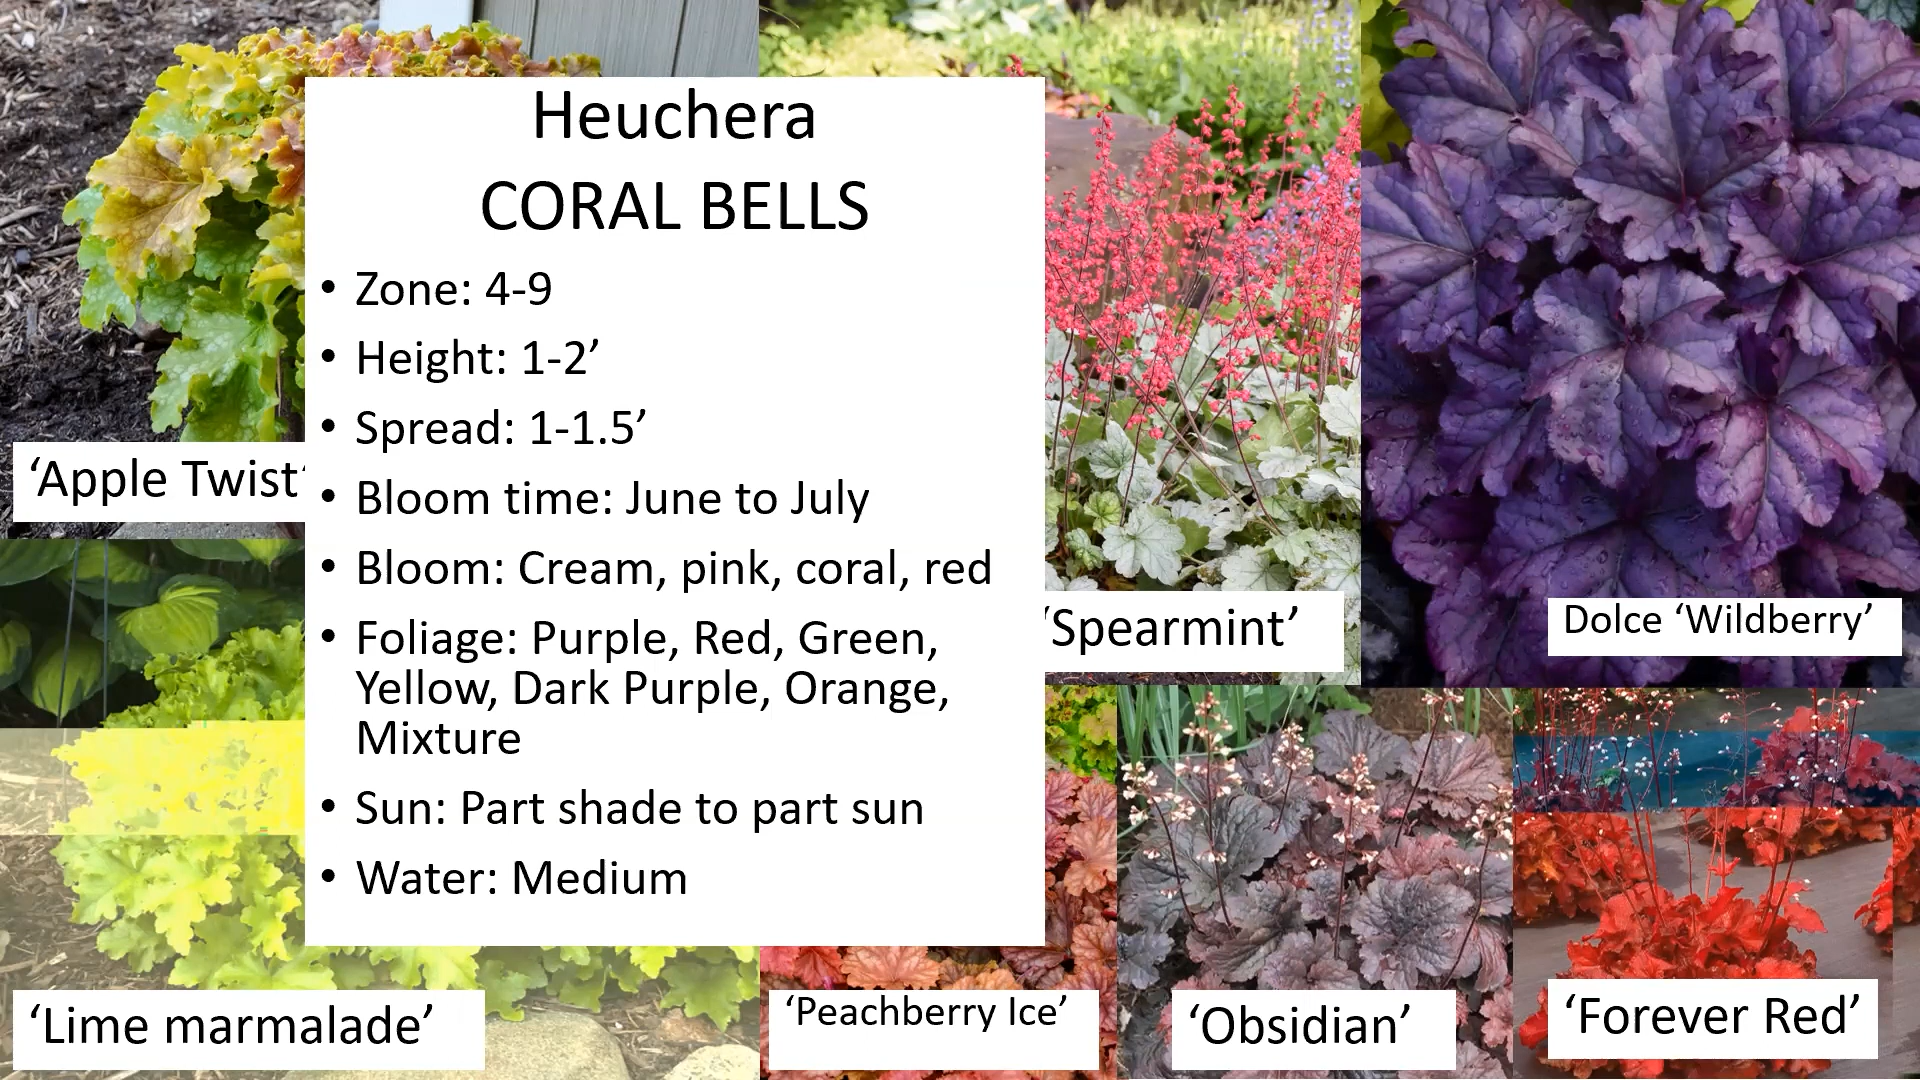 Heuchera
CORAL BELLS
• Zone: 4-9
• Height: 1-2’
• Spread: 1-1.5’
• Bloom time: June to July
• Bloom: Cream, pink, coral, red
• Foliage: Purple, Red, Green,
Yellow, Dark Purple, Orange,
Mixture
• Sun: Part shade to part sun
• Water: Medium
‘Apple Twist’
‘Spearmint’
Dolce ‘Wildberry’
‘Lime marmalade’
‘Peachberry Ice’
‘Obsidian’
‘Forever Red’